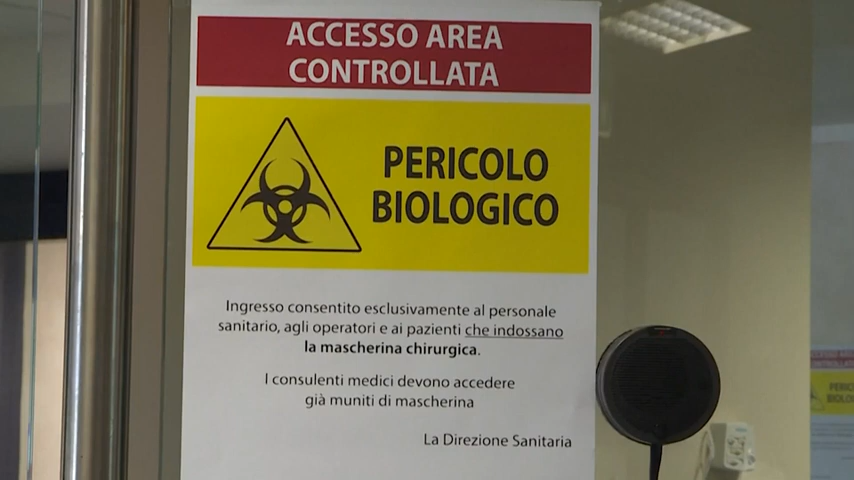 ACCESSO AREA
CONTROLLATA
PERICOLO
BIOLOGICO
Ingresso consentito esclusivamente al personale
sanitario, agli operatori e ai pazienti che indossano
la mascherina chirurgica.
I consulenti medici devono accedere
già muniti di mascherina
La Direzione Sanitaria